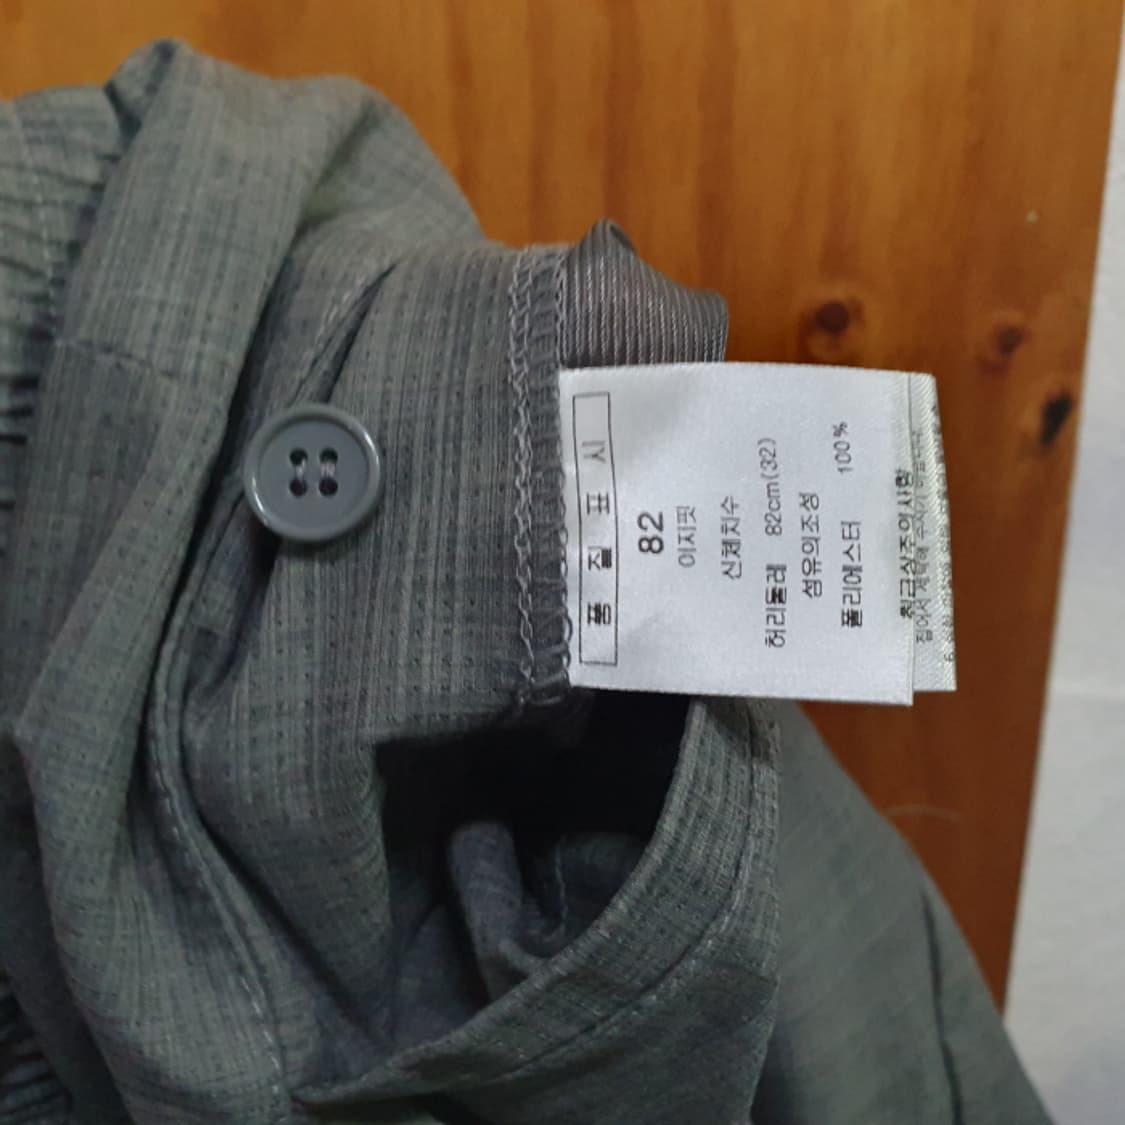 품 질 표 시
82
이지핏
신체치수
허리둘레 82cm(32)
섬유의조성
폴리에스터 100%
취급상주의사항